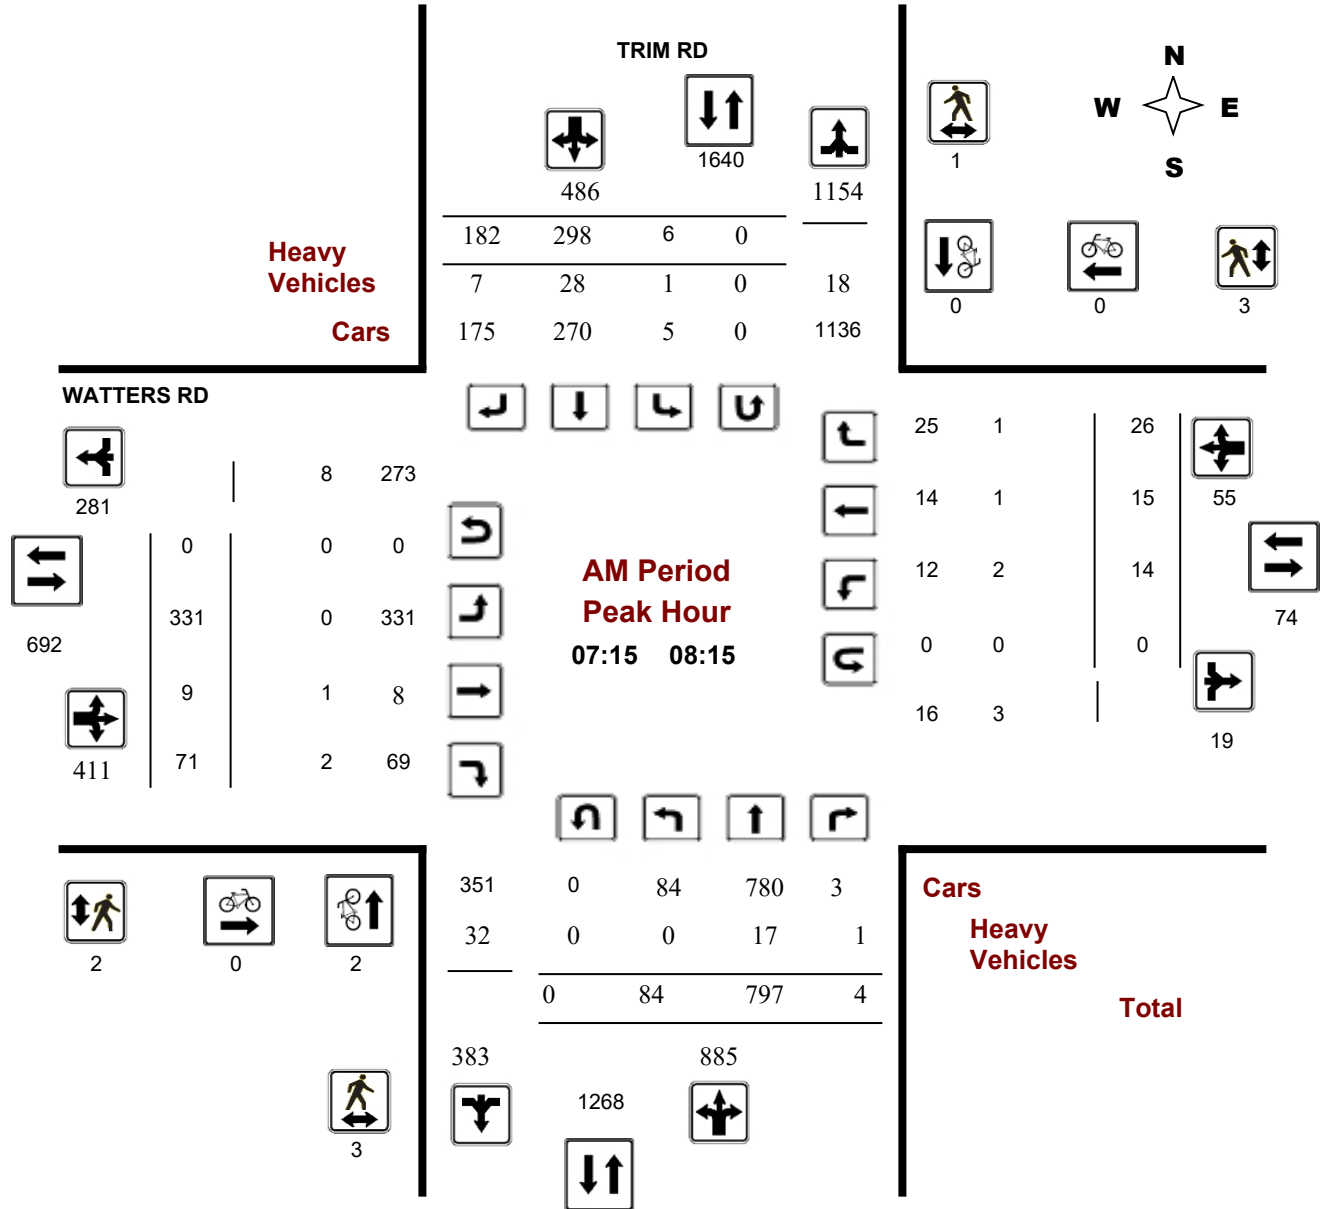 TRIM RD
N
W E
S
1640
1
486 1154
182 298 6 0
Heavy
Vehicles
7 28 1 0 18
0 0 3
Cars
175 270 5 0 1136
WATTERS RD
25 1 26
8 273
281
14 1 15 55
0 0 0
AM Period
12 2 14
Peak Hour
331 0 331
74
692
07:15 08:15
0 0 0
9 1 8
16 3
19
411 71 2 69
351 0 84 780 3
Cars
32 0 0 17 1
Heavy
Vehicles
2 0 2
0 84 797 4
Total
383 885
1268
3